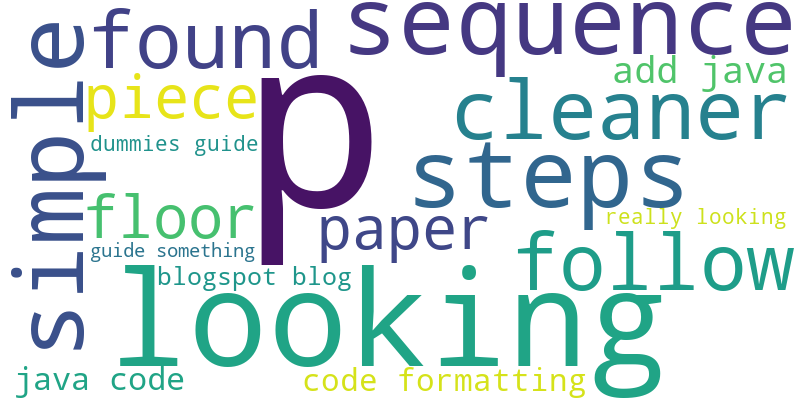 sequence
found
simple
p
add java
piece
cleaner
dummies guide
steps
floor
paper
really looking
guide something
follow
blogspot blog
looking
java code
code formatting